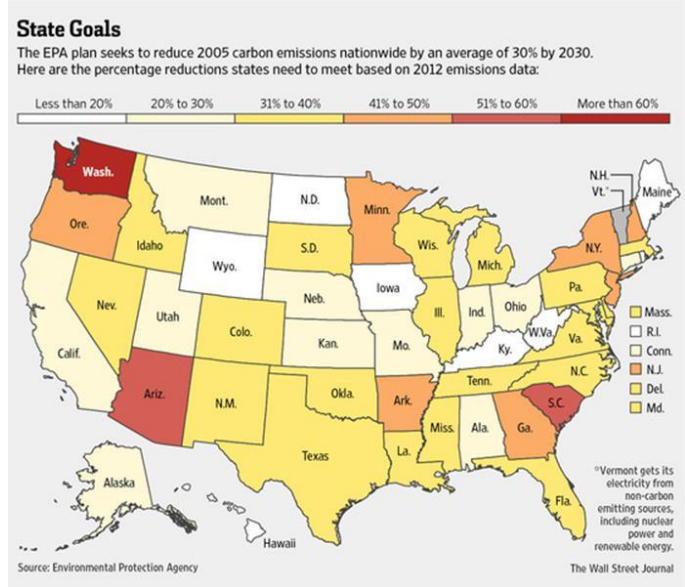 State Goals
The EPA plan seeks to reduce 2005 carbon emissions nationwide by an average of 30% by 2030.
Here are the percentage reductions states need to meet based on 2012 emissions data:
Less than 20% 20% to 30% 31% to 40% 41% to 50% 51% to 60% More than 60%
Wash.
Mont.
N.D.
Minn.
N.H.
Vt.*
Maine
Ore.
Idaho
Wyo.
S.D.
Wis.
Mich.
N.Y.
Nev.
Utah
Colo.
Neb.
Iowa
Ill.
Ind.
Ohio
Pa.
Calif.
Kan.
Mo.
Ky.
W.Va.
Va.
Mass.
R.I.
Conn.
N.J.
Del.
Md.
Ariz.
N.M.
Okla.
Ark.
Tenn.
N.C.
S.C.
Texas
La.
Miss.
Ala.
Ga.
Fla.
Alaska
Hawaii
*Vermont gets its
electricity from
non-carbon
emitting sources,
including nuclear
power and
renewable energy.
Source: Environmental Protection Agency
The Wall Street Journal